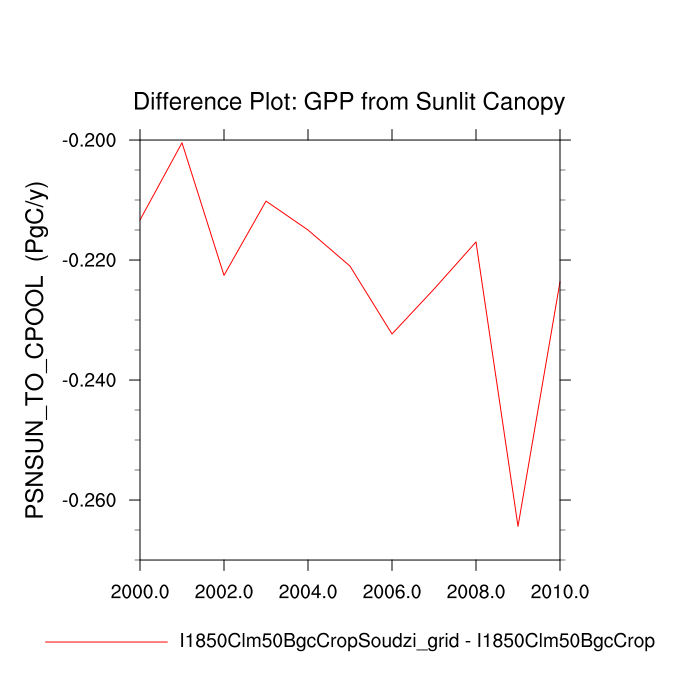 Difference Plot: GPP from Sunlit Canopy
PSNSUN_TO_CPOOL (PgC/y)
-0.200
-0.220
-0.240
-0.260
2000.0 2002.0 2004.0 2006.0 2008.0 2010.0
I1850Clm50BgcCropSoudzi_grid - I1850Clm50BgcCrop